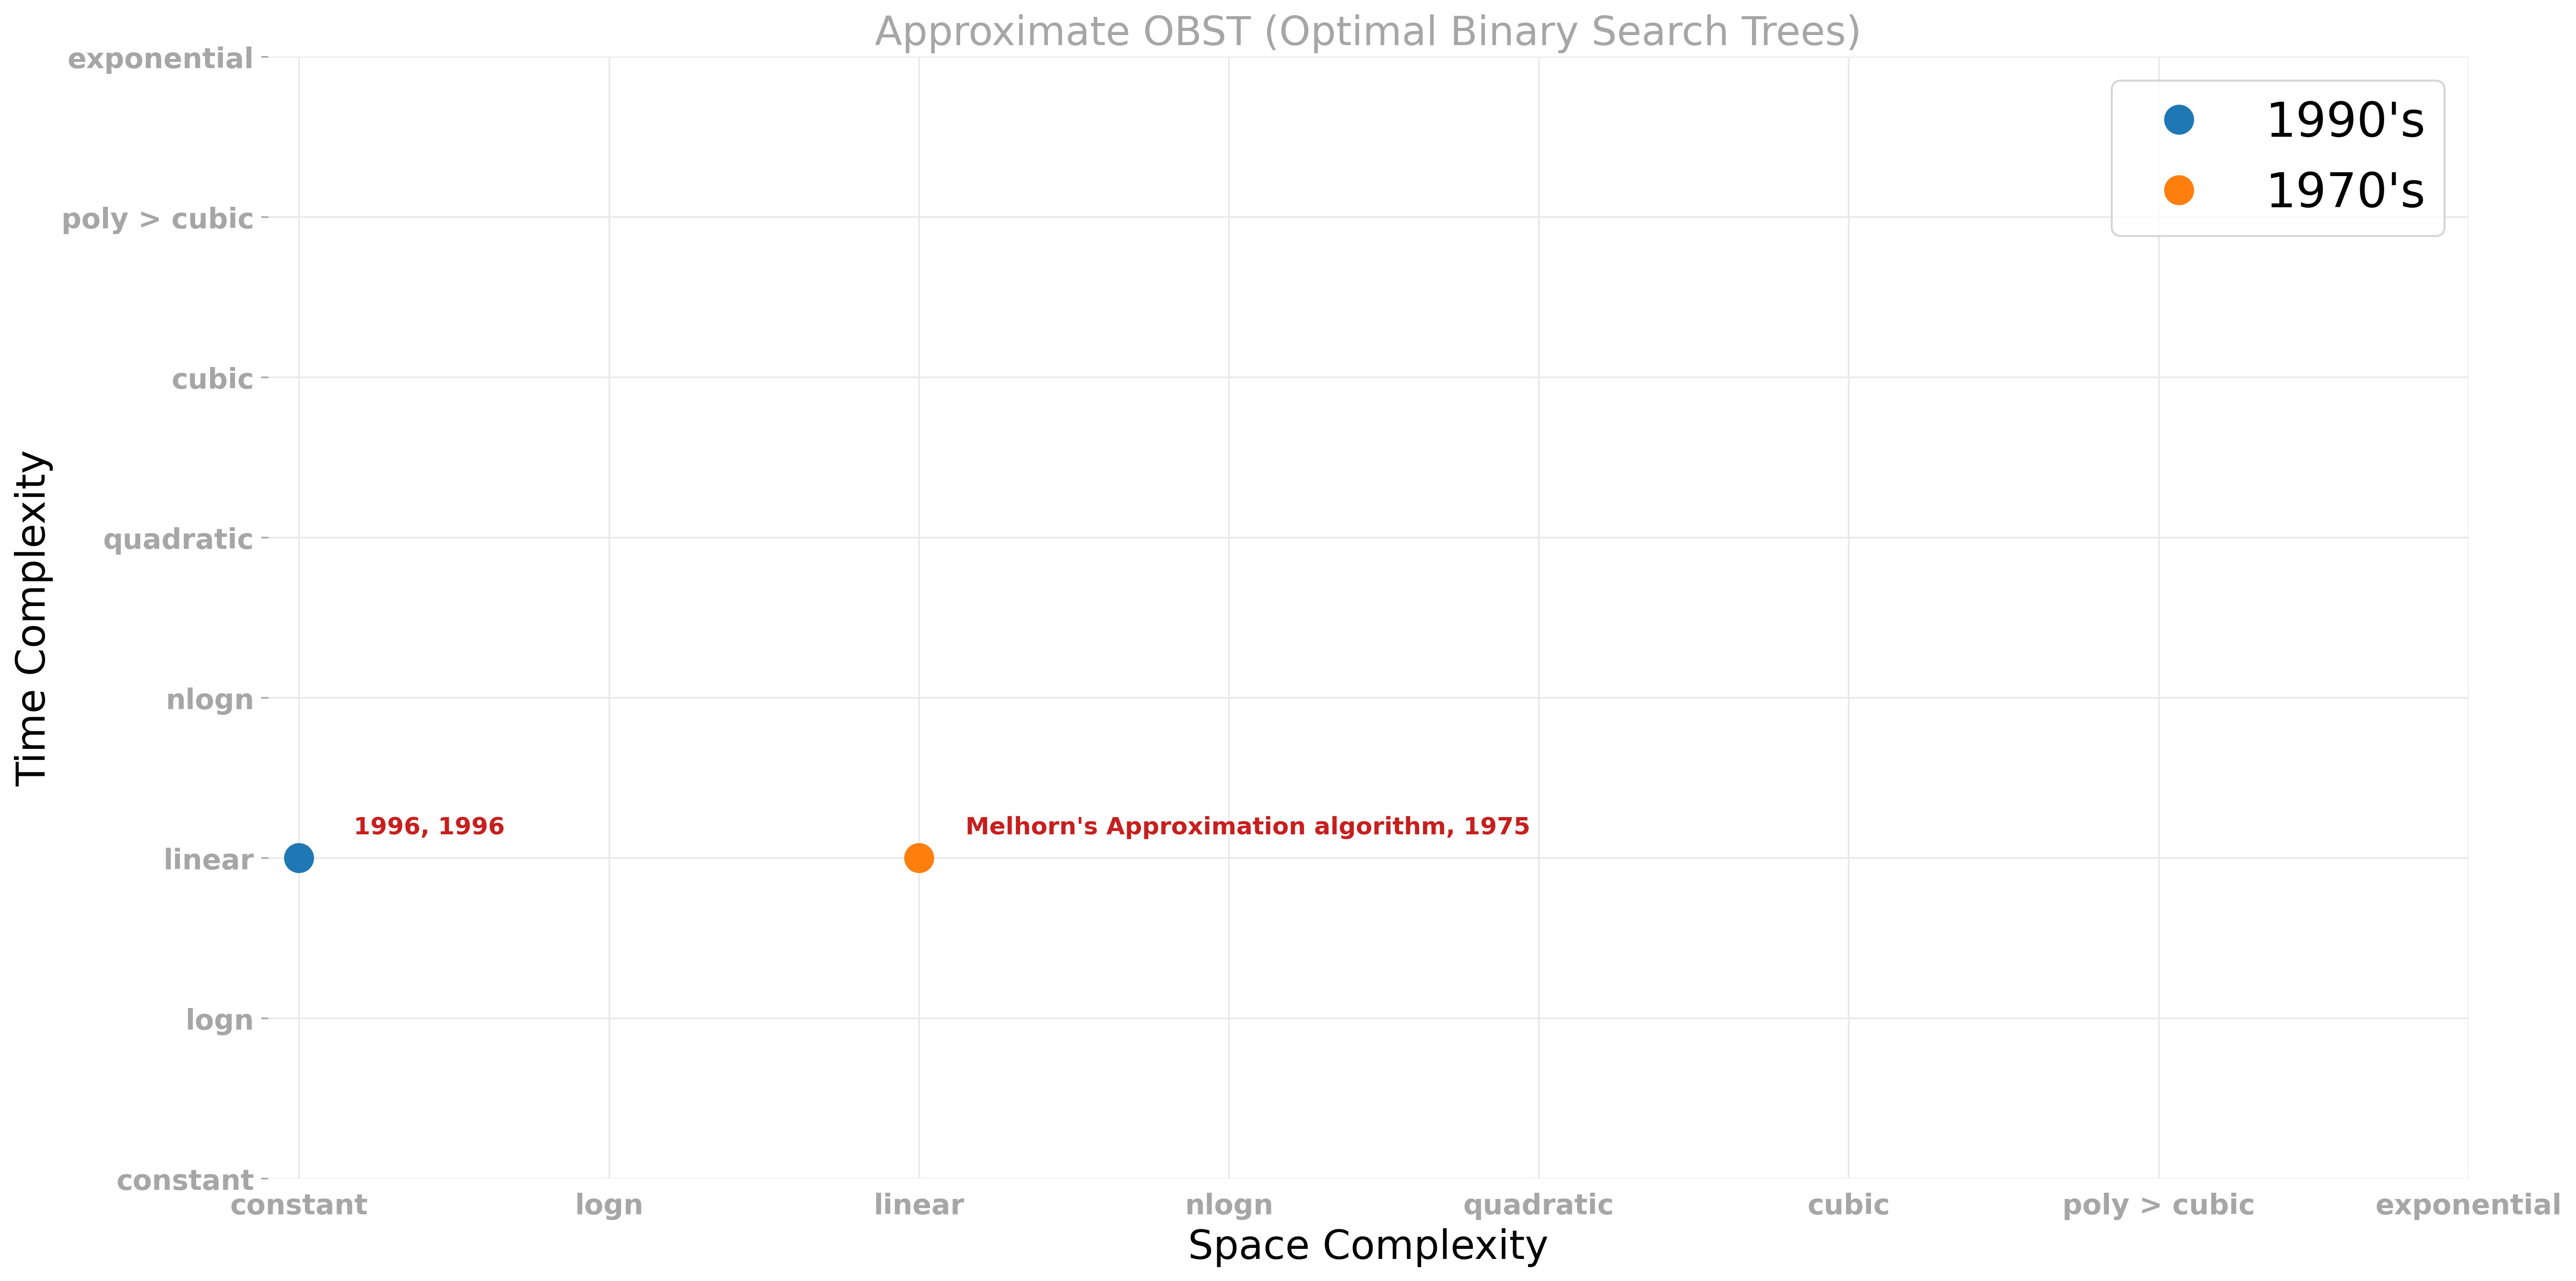 Approximate OBST (Optimal Binary Search Trees)
exponential
poly > cubic
cubic
quadratic
nlogn
linear
logn
constant
Time Complexity
1990's
1970's
1996, 1996
Melhorn's Approximation algorithm, 1975
constant
logn
linear
nlogn
quadratic
cubic
poly > cubic
exponential
Space Complexity